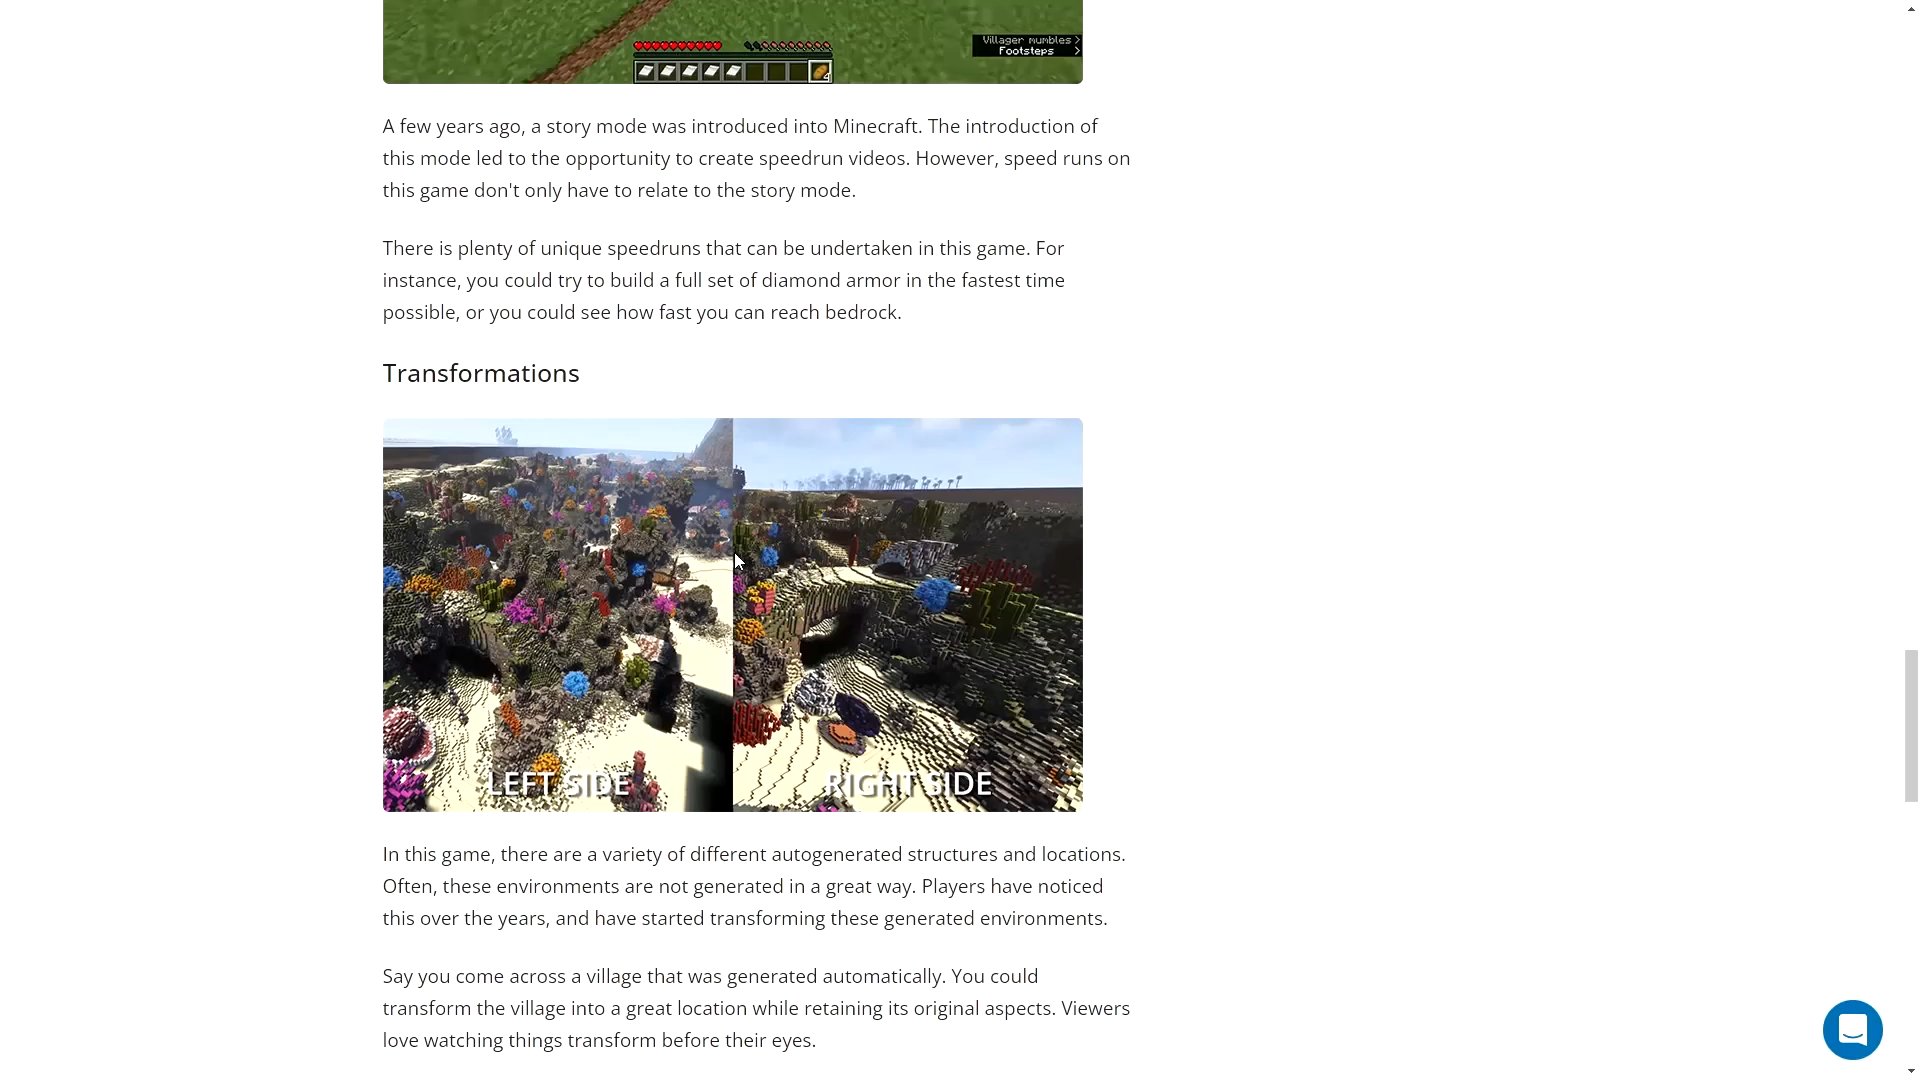 Villager mumbles >
Footsteps >
4
A few years ago, a story mode was introduced into Minecraft. The introduction of
this mode led to the opportunity to create speedrun videos. However, speed runs on
this game don't only have to relate to the story mode.
There is plenty of unique speedruns that can be undertaken in this game. For
instance, you could try to build a full set of diamond armor in the fastest time
possible, or you could see how fast you can reach bedrock.
Transformations
LEFT SIDE
RIGHT SIDE
In this game, there are a variety of different autogenerated structures and locations.
Often, these environments are not generated in a great way. Players have noticed
this over the years, and have started transforming these generated environments.
Say you come across a village that was generated automatically. You could
transform the village into a great location while retaining its original aspects. Viewers
love watching things transform before their eyes.